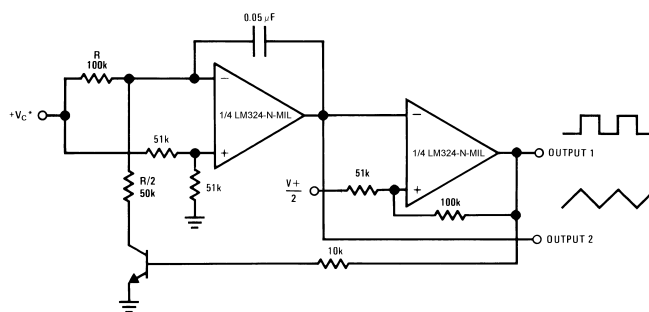 0.05 µF
R
100k
+VC*
−
1/4 LM324-N-MIL
+
51k
51k
R/2
50k
−
1/4 LM324-N-MIL
+
V+
2
51k
100k
OUTPUT 1
OUTPUT 2
10k